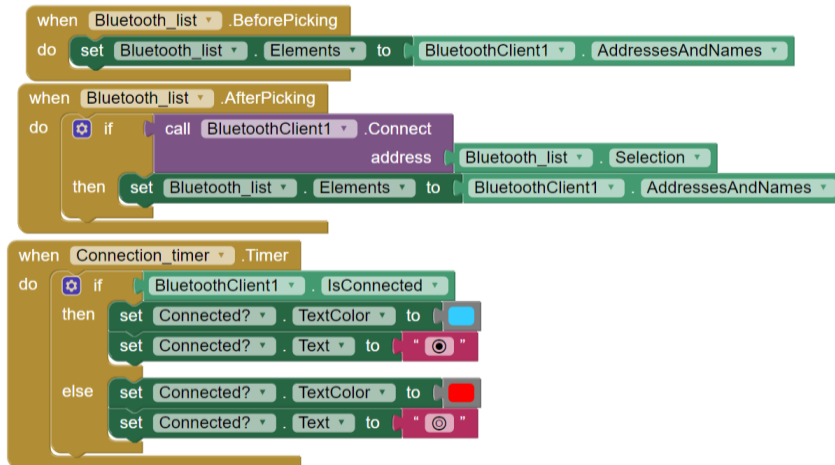 when Bluetooth_list .BeforePicking
do set Bluetooth_list . Elements to BluetoothClient1 . AddressesAndNames
when Bluetooth_list .AfterPicking
do if call BluetoothClient1 .Connect
address Bluetooth_list . Selection
then set Bluetooth_list . Elements to BluetoothClient1 . AddressesAndNames
when Connection_timer .Timer
do if BluetoothClient1 . IsConnected
then set Connected? . TextColor to
set Connected? . Text to “ ◉ ”
else set Connected? . TextColor to
set Connected? . Text to “ ◎ ”